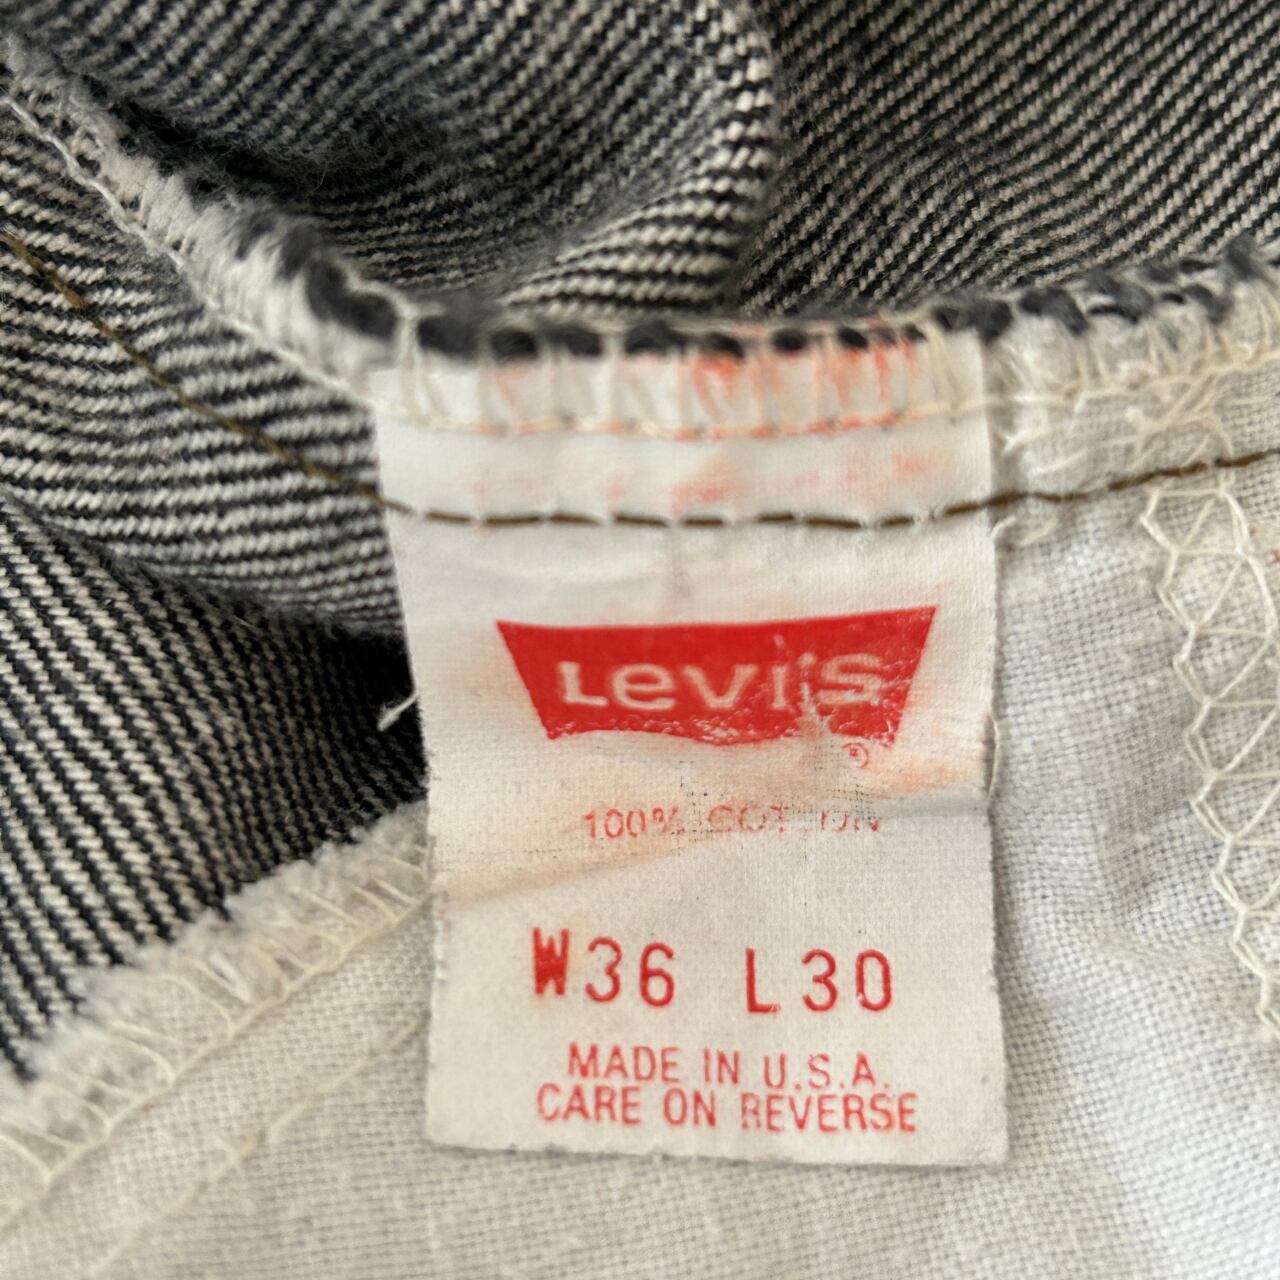 Levi's
®
100% COTTON
W36 L30
MADE IN U.S.A.
CARE ON REVERSE